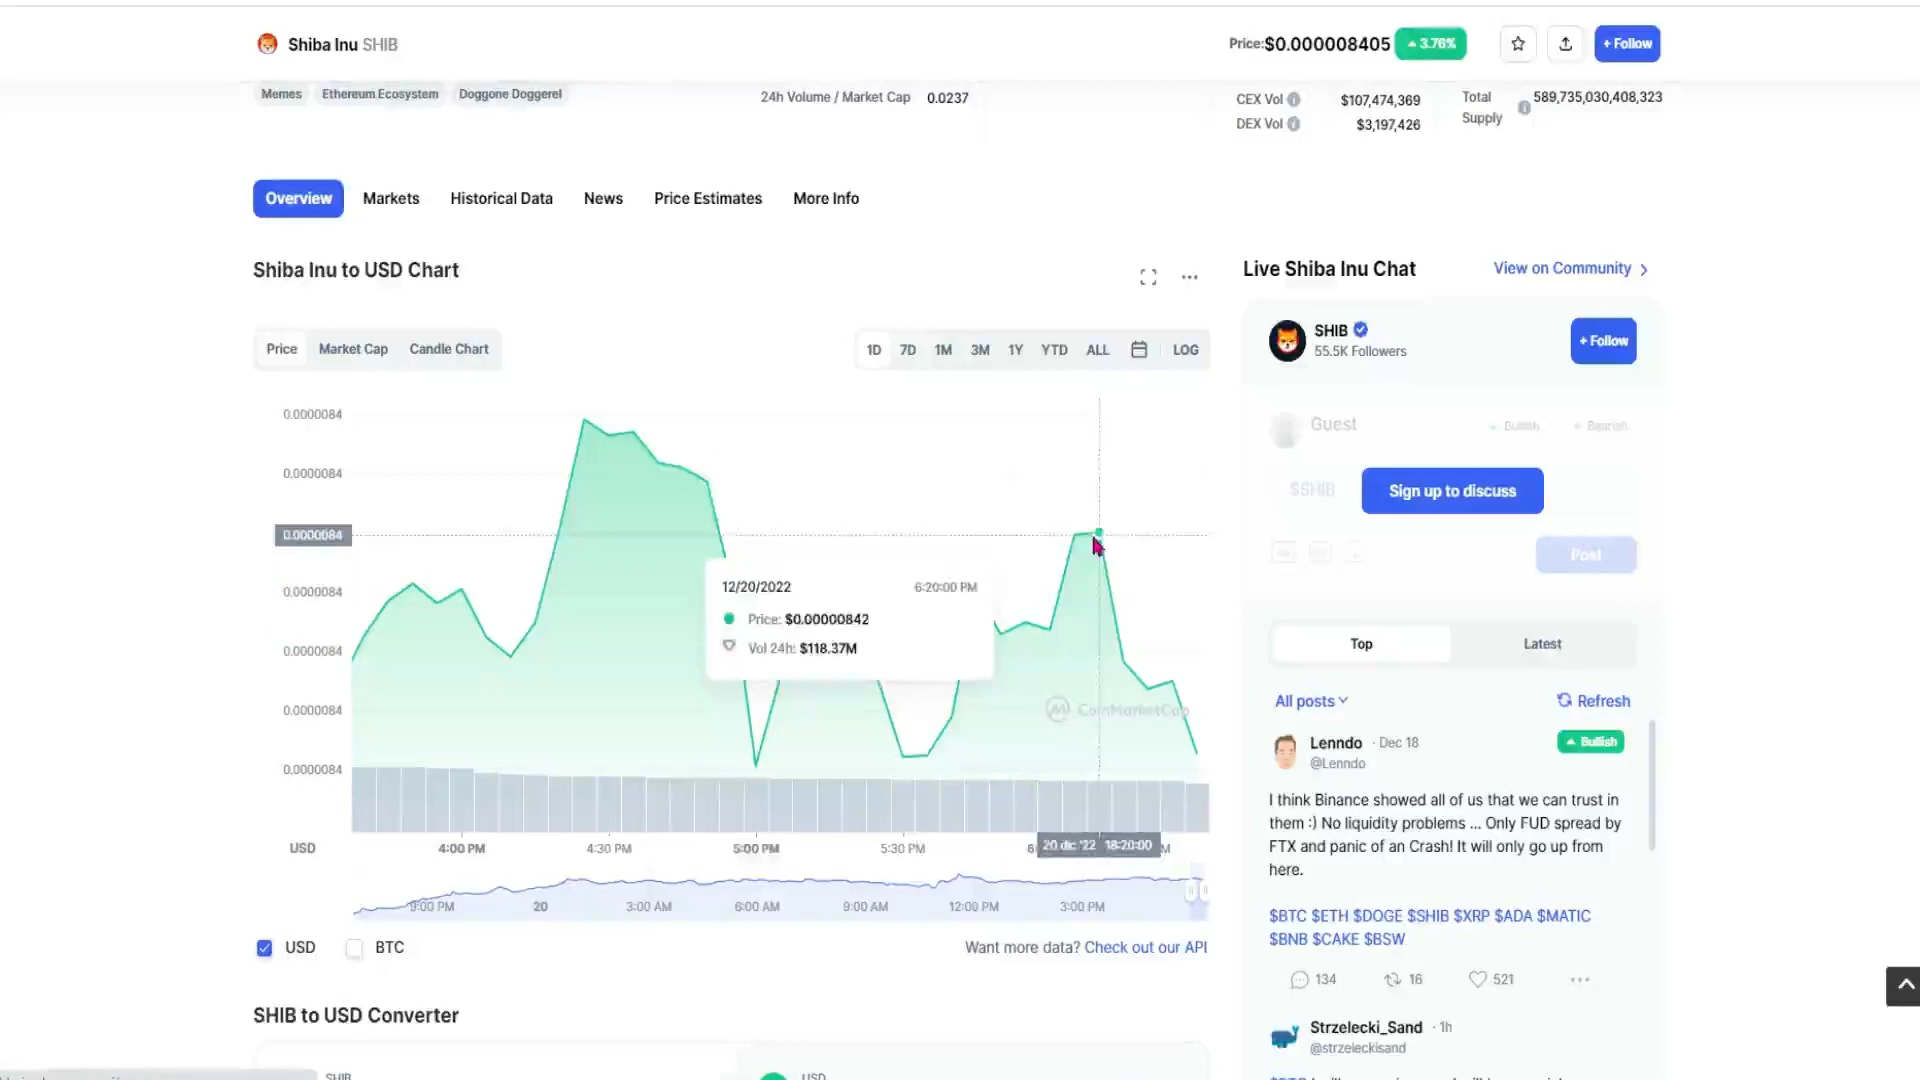 Shiba Inu SHIB
Price:$0.000008405 3.76%
+ Follow
Memes Ethereum Ecosystem Doggone Doggerel
24h Volume / Market Cap 0.0237
CEX Vol $107,474,369
DEX Vol $3,197,426
Total Supply 589,735,030,408,323
Overview Markets Historical Data News Price Estimates More Info
Shiba Inu to USD Chart
Price Market Cap Candle Chart
1D 7D 1M 3M 1Y YTD ALL LOG
0.0000084
0.0000084
0.0000084
0.0000084
0.0000084
0.0000084
0.0000084
12/20/2022 6:20:00 PM
Price: $0.00000842
Vol 24h: $118.37M
CoinMarketCap
USD 4:00 PM 4:30 PM 5:00 PM 5:30 PM 6 M
20 dic '22 18:20:00
9:00 PM 20 3:00 AM 6:00 AM 9:00 AM 12:00 PM 3:00 PM
USD BTC
Want more data? Check out our API
SHIB to USD Converter
SHIB USD
Live Shiba Inu Chat View on Community
SHIB
55.5K Followers
+ Follow
Guest Bullish Bearish
$SHIB Sign up to discuss
Post
Top Latest
All posts Refresh
Lenndo · Dec 18 Bullish
@Lenndo
I think Binance showed all of us that we can trust in
them :) No liquidity problems ... Only FUD spread by
FTX and panic of an Crash! It will only go up from
here.
$BTC $ETH $DOGE $SHIB $XRP $ADA $MATIC
$BNB $CAKE $BSW
134 16 521
Strzelecki_Sand · 1h
@strzeleckisand